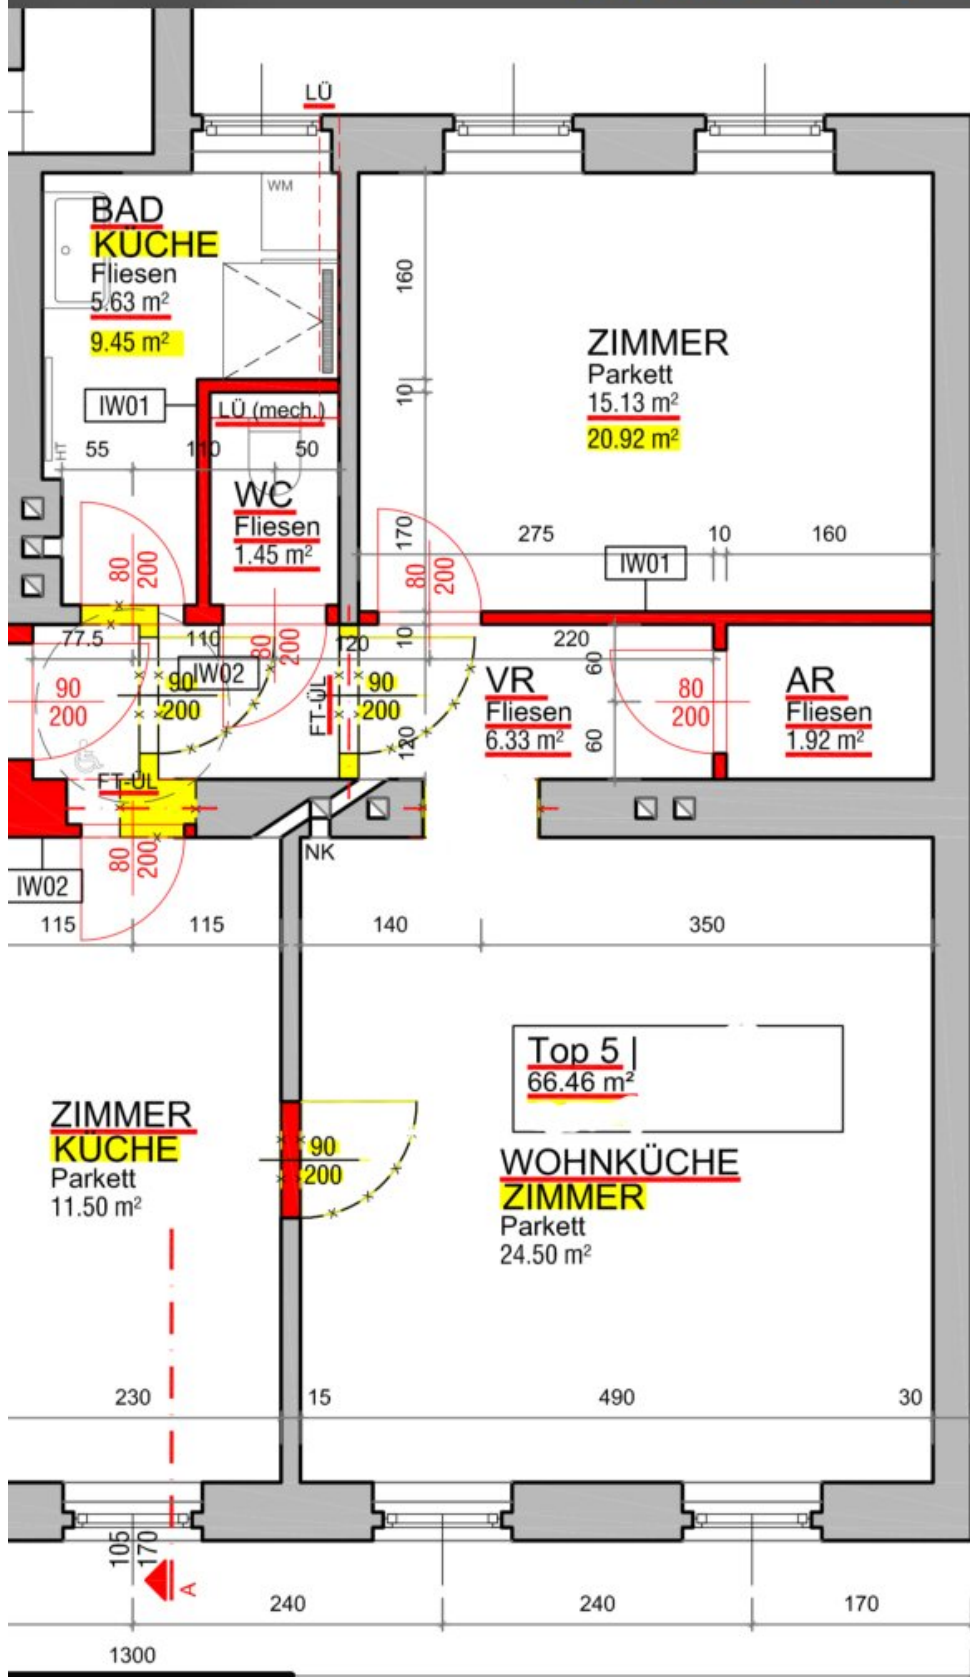 LÜ
WM
BAD
KÜCHE
Fliesen
5.63 m²
9.45 m²
160
ZIMMER
Parkett
15.13 m²
20.92 m²
10
IW01
LÜ (mech.)
HT
55
110
50
WC
Fliesen
1.45 m²
170
275
10
160
IW01
80
200
80
200
77.5
110
80
200
120
10
220
60
IW02
90
200
90
200
FT-ÜL
90
200
120
VR
Fliesen
6.33 m²
60
80
200
AR
Fliesen
1.92 m²
FT-ÜL
80
200
NK
IW02
115
115
140
350
Top 5 |
66.46 m²
ZIMMER
KÜCHE
Parkett
11.50 m²
90
200
WOHNKÜCHE
ZIMMER
Parkett
24.50 m²
230
15
490
30
105
170
A
240
240
170
1300